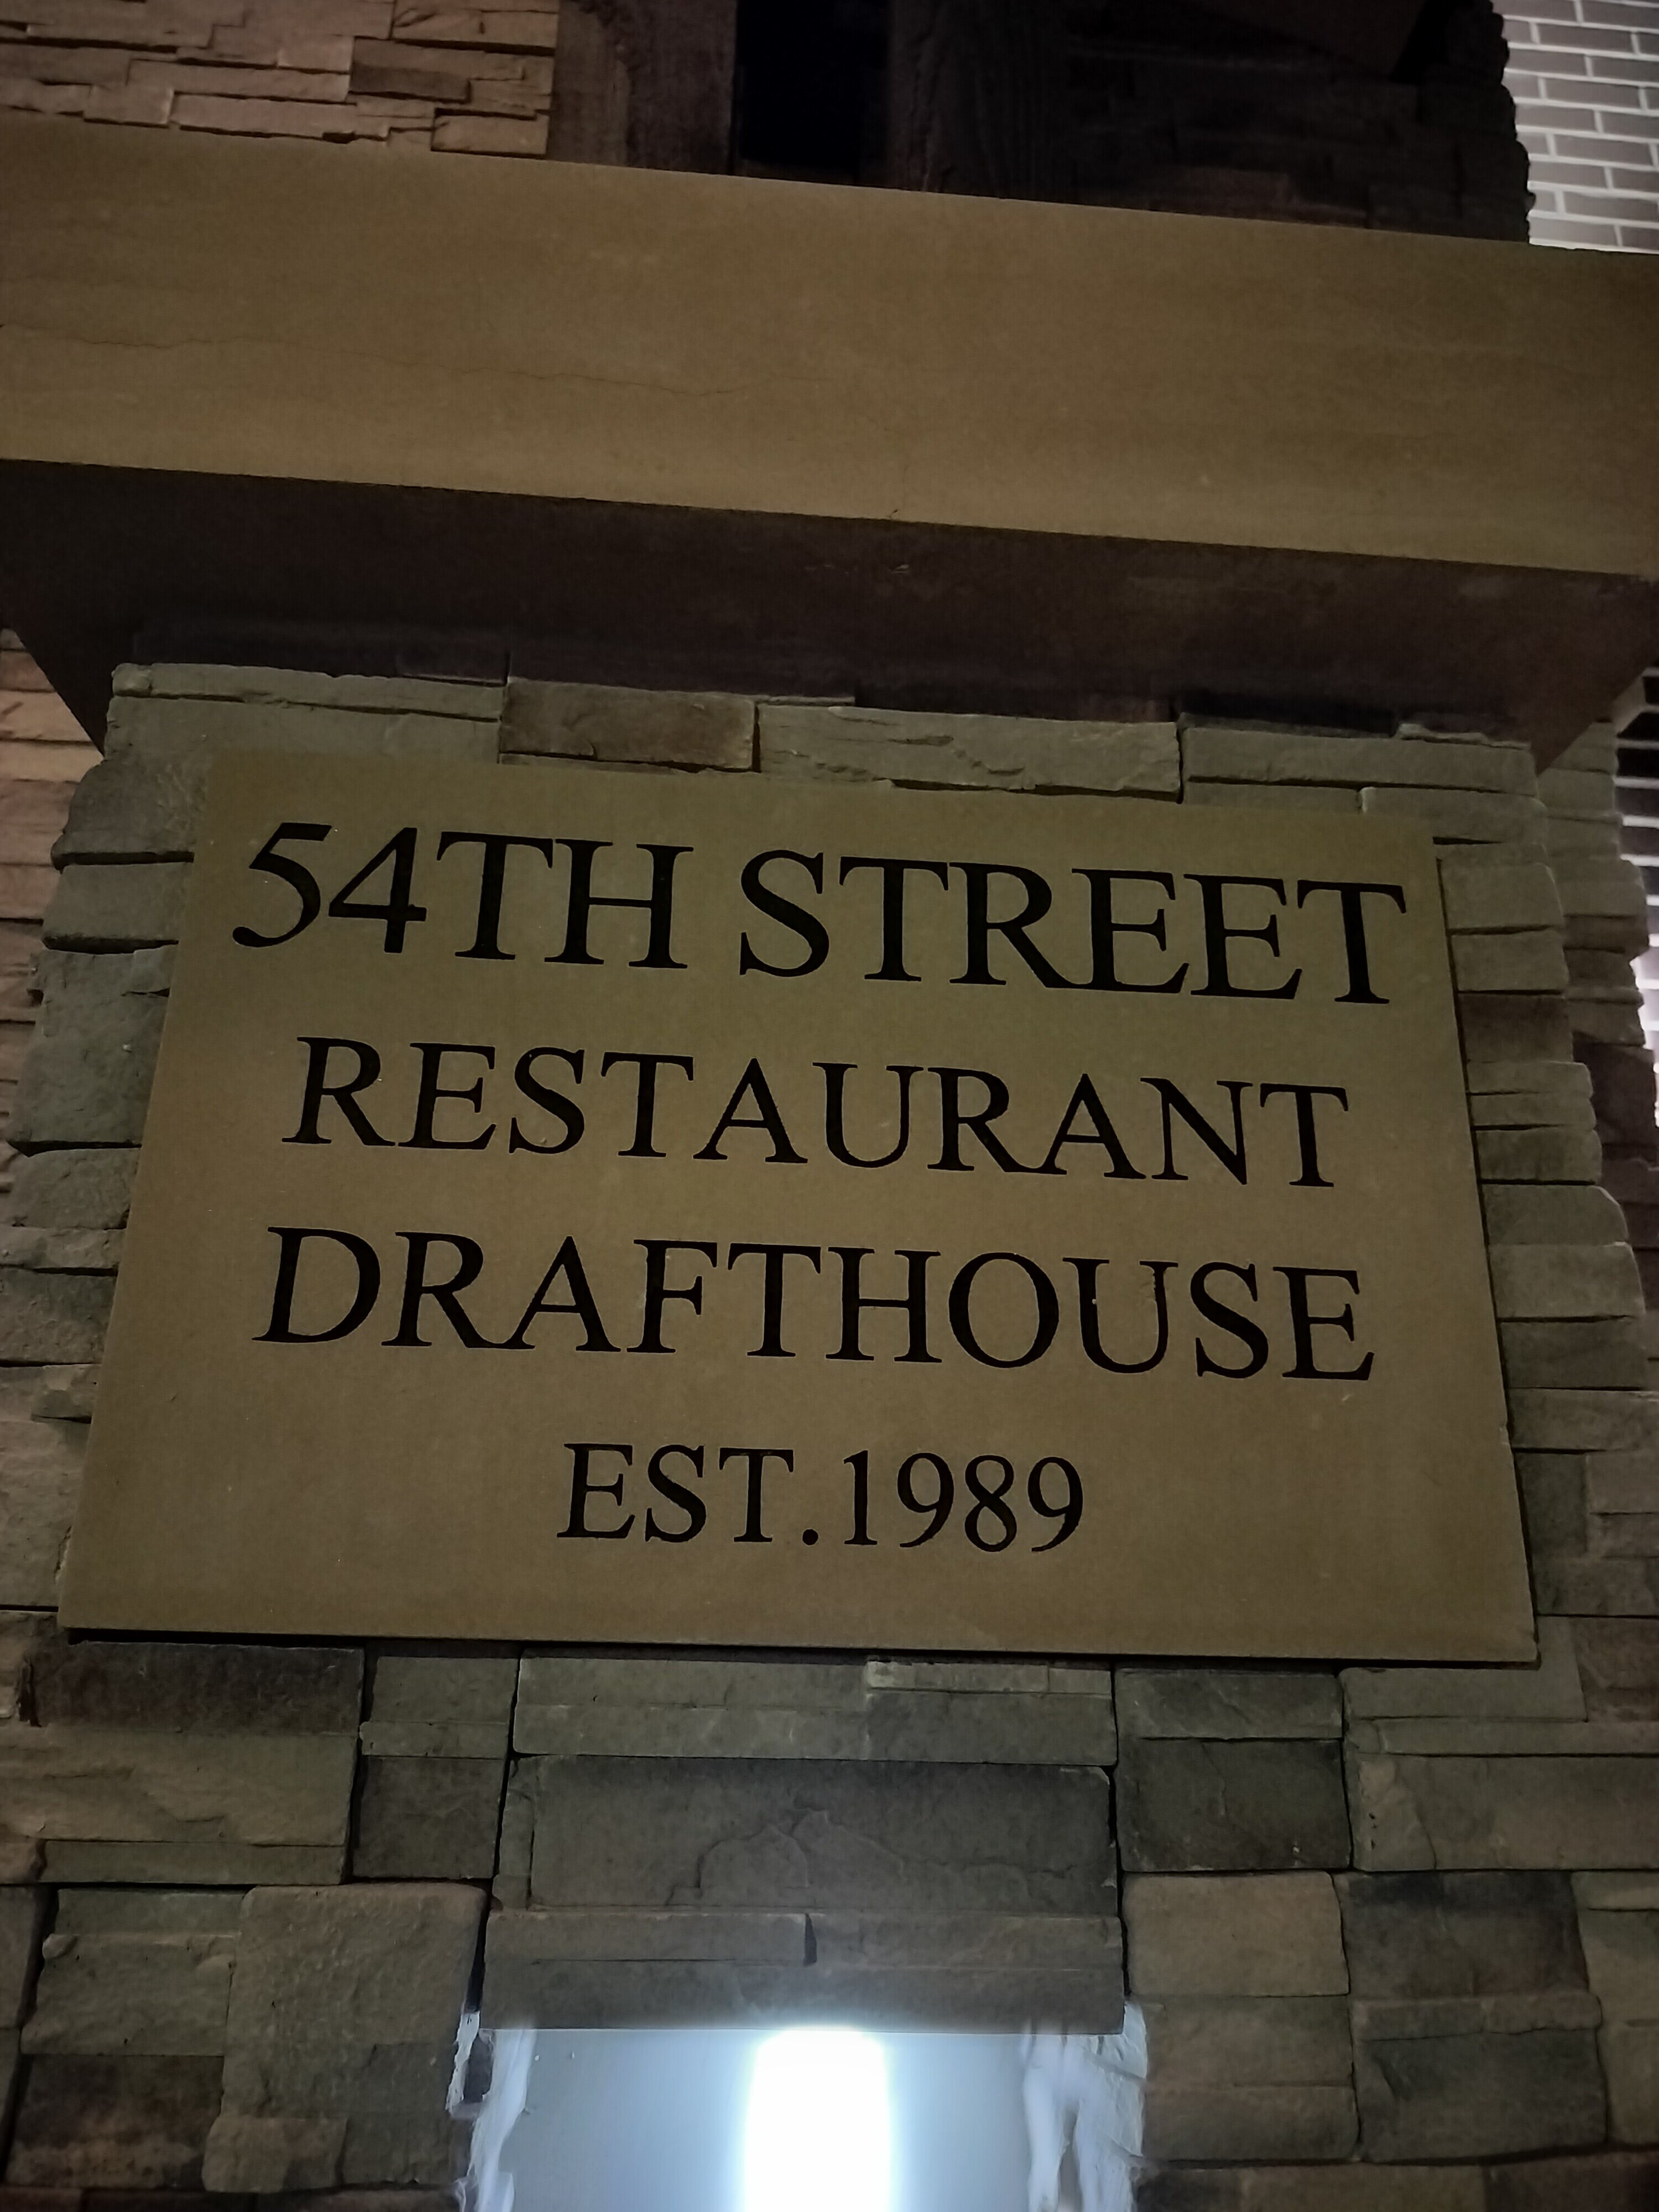 54TH STREET
RESTAURANT
DRAFTHOUSE
EST.1989